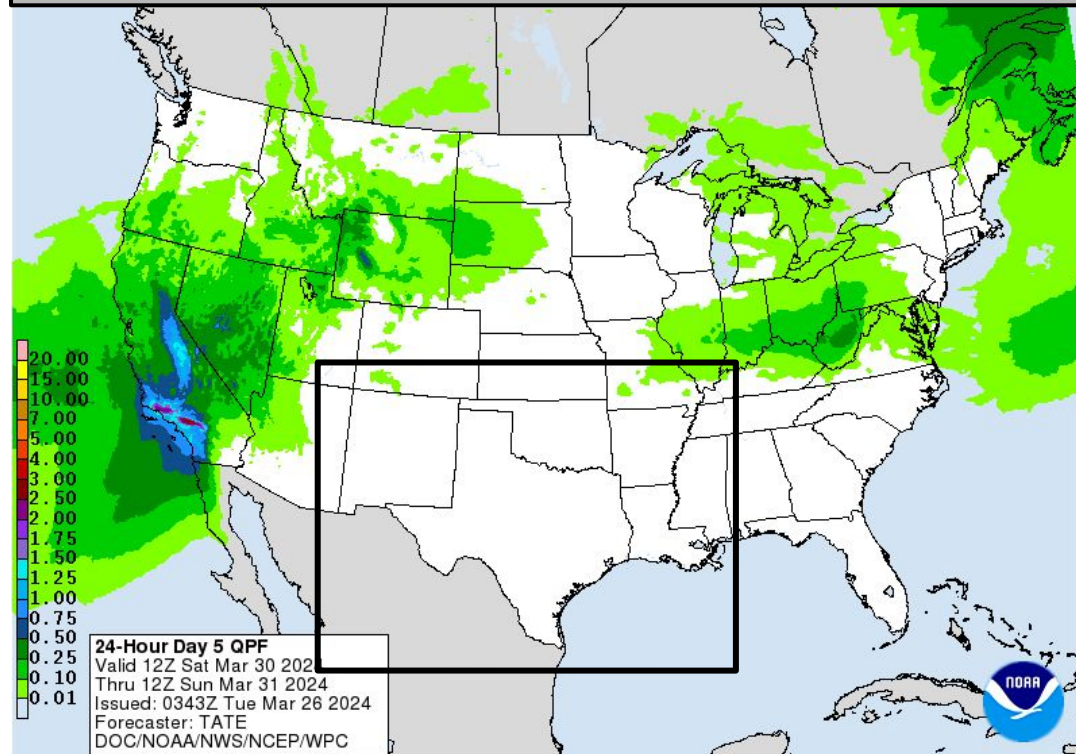 20.00
15.00
10.00
7.00
5.00
4.00
3.00
2.50
2.00
1.75
1.50
1.25
1.00
0.75
0.50
0.25
0.10
0.01
24-Hour Day 5 QPF
Valid 12Z Sat Mar 30 202
Thru 12Z Sun Mar 31 2024
Issued: 0343Z Tue Mar 26 2024
Forecaster: TATE
DOC/NOAA/NWS/NCEP/WPC
NOAA